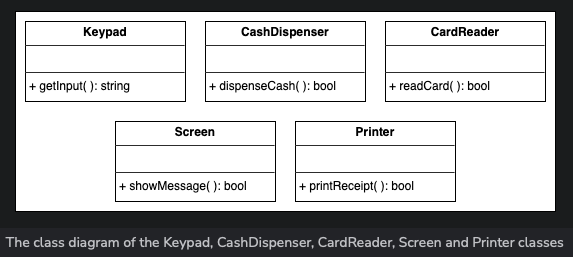 Keypad
+ getInput( ): string
CashDispenser
+ dispenseCash( ): bool
CardReader
+ readCard( ): bool
Screen
+ showMessage( ): bool
Printer
+ printReceipt( ): bool
The class diagram of the Keypad, CashDispenser, CardReader, Screen and Printer classes